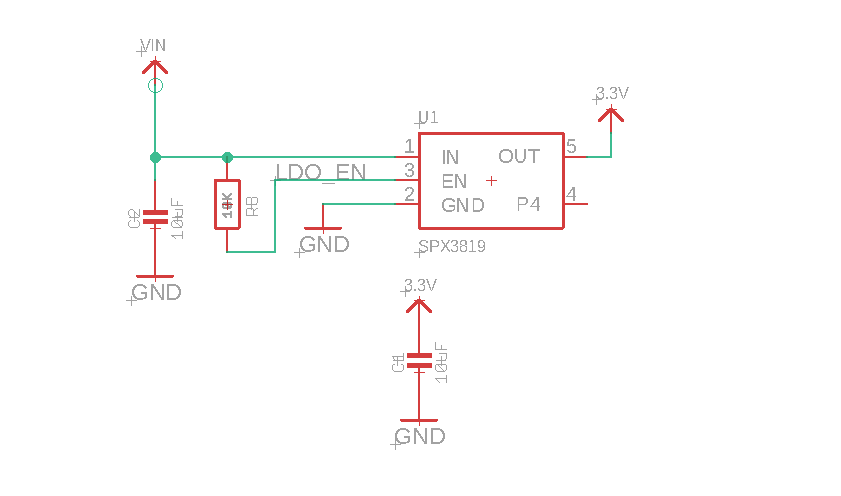 VIN
3.3V
U1
1
IN
OUT
5
LDO_EN
3
EN
2
GND
P4
4
C2
10uF
10K
GND
SPX3819
GND
3.3V
C1
10uF
GND